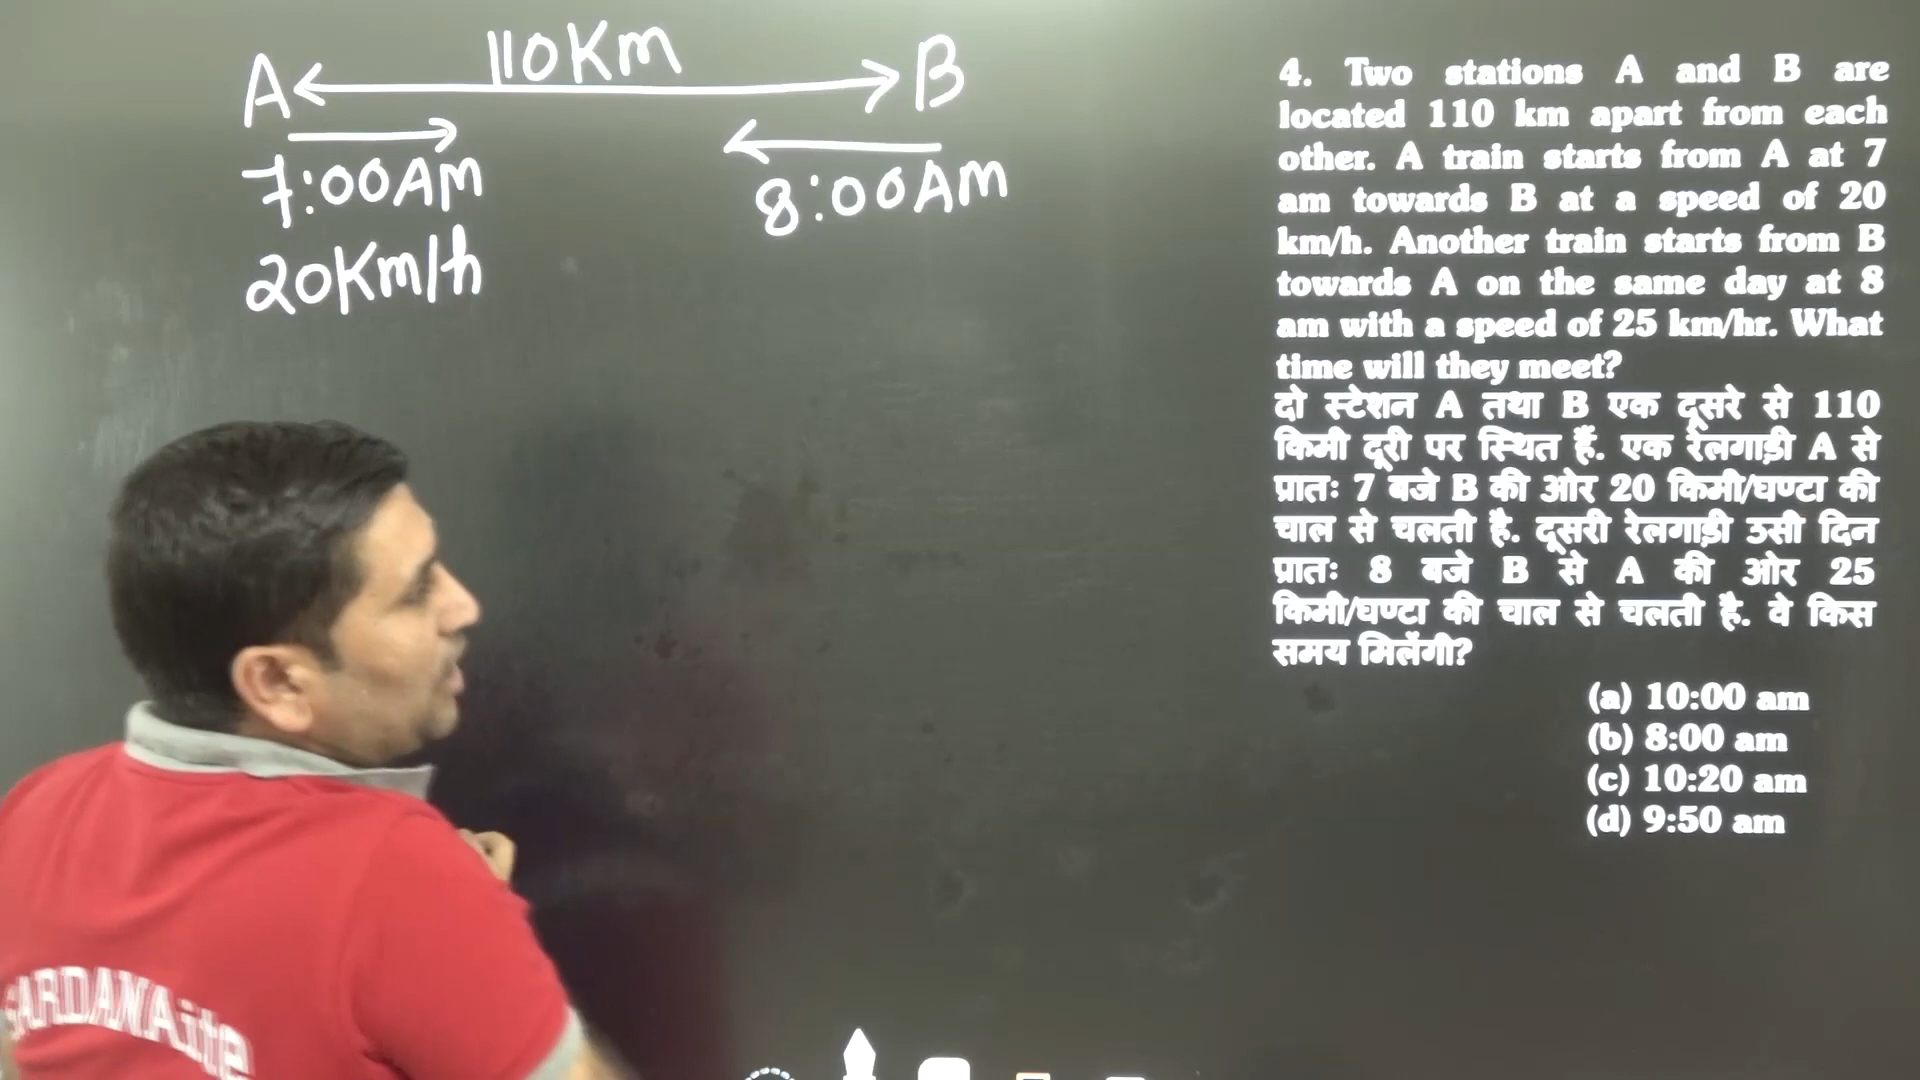 110Km
A B
7:00Am 8:00AM
20Km/h
4. Two stations A and B are
located 110 km apart from each
other. A train starts from A at 7
am towards B at a speed of 20
km/h. Another train starts from B
towards A on the same day at 8
am with a speed of 25 km/hr. What
time will they meet?
दो स्टेशन A तथा B एक दूसरे से 110
किमी दूरी पर स्थित हैं. एक रेलगाड़ी A से
प्रातः 7 बजे B की ओर 20 किमी/घण्टा की
चाल से चलती है. दूसरी रेलगाड़ी उसी दिन
प्रातः 8 बजे B से A की ओर 25
किमी/घण्टा की चाल से चलती है. वे किस
समय मिलेंगी?
(a) 10:00 am
(b) 8:00 am
(c) 10:20 am
(d) 9:50 am